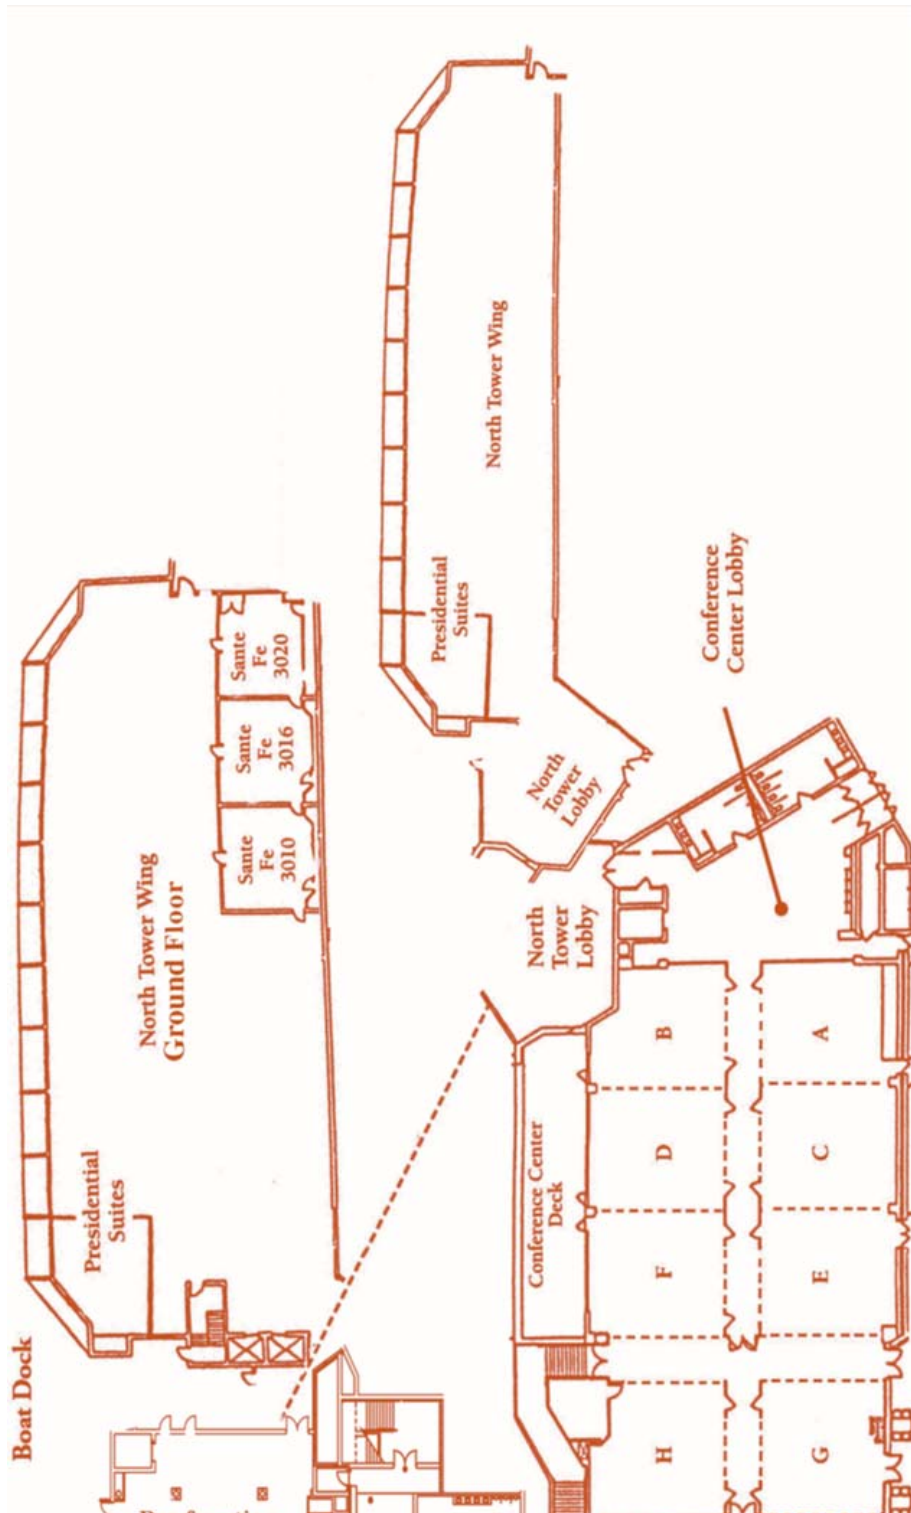 Boat Dock
Presidential
Suites
North Tower Wing
Ground Floor
Sante
Fe
3010
Sante
Fe
3016
Sante
Fe
3020
Presidential
Suites
North Tower Wing
North
Tower
Lobby
North
Tower
Lobby
Conference
Center Lobby
Conference Center
Deck
H
F
D
B
G
E
C
A